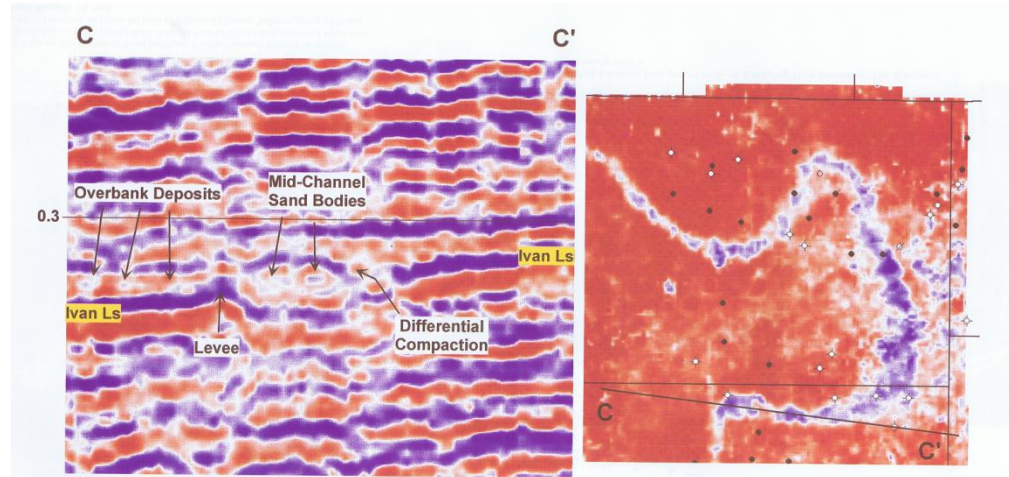 C
C'
Overbank Deposits
Mid-Channel
Sand Bodies
0.3
Ivan Ls
Ivan Ls
Levee
Differential
Compaction
C
C'